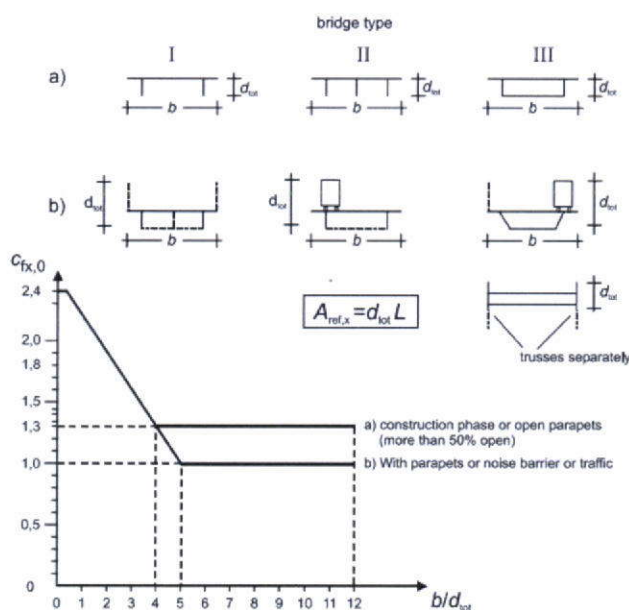 bridge type
I II III
a) d_tot
b b b
b) d_tot d_tot d_tot
b b b
c_fx,0
A_ref,x = d_tot L
d_tot
trusses separately
2,4
2,0
1,8
1,5
1,3
1,0
0,5
0
a) construction phase or open parapets
(more than 50% open)
b) With parapets or noise barrier or traffic
0 1 2 3 4 5 6 7 8 9 10 11 12
b/d_tot